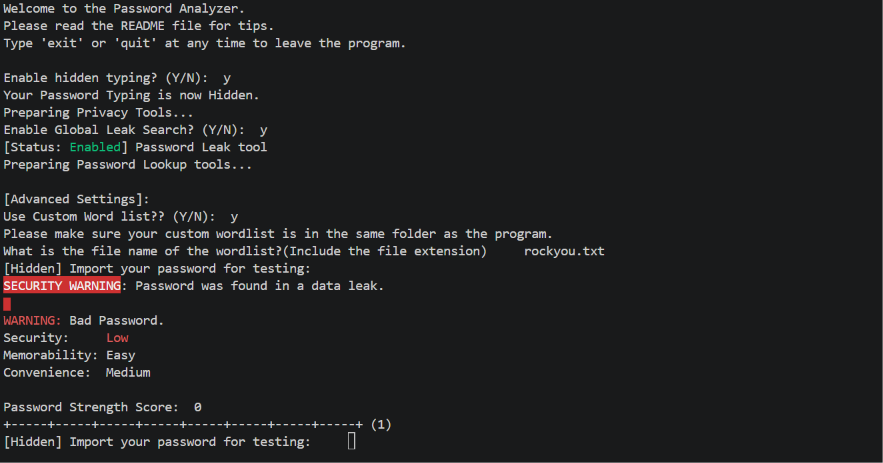 Welcome to the Password Analyzer.
Please read the README file for tips.
Type 'exit' or 'quit' at any time to leave the program.
Enable hidden typing? (Y/N):  y
Your Password Typing is now Hidden.
Preparing Privacy Tools...
Enable Global Leak Search? (Y/N):  y
[Status: Enabled] Password Leak tool
Preparing Password Lookup tools...
[Advanced Settings]:
Use Custom Word list?? (Y/N):  y
Please make sure your custom wordlist is in the same folder as the program.
What is the file name of the wordlist?(Include the file extension)     rockyou.txt
[Hidden] Import your password for testing:
SECURITY WARNING: Password was found in a data leak.
WARNING: Bad Password.
Security:     Low
Memorability: Easy
Convenience:  Medium
Password Strength Score:  0
+-----+-----+-----+-----+-----+-----+-----+-----+ (1)
[Hidden] Import your password for testing: